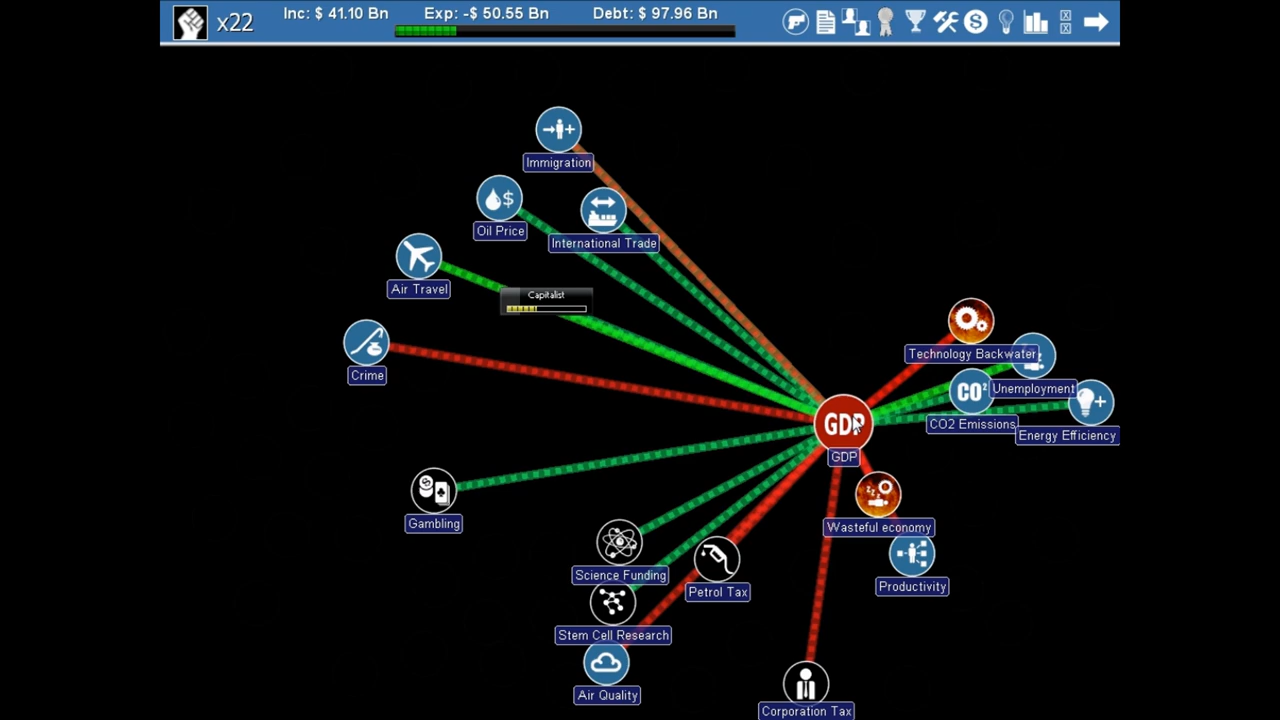 x22
Inc: $ 41.10 Bn
Exp: -$ 50.55 Bn
Debt: $ 97.96 Bn
Immigration
Oil Price
International Trade
Air Travel
Capitalist
Crime
Technology Backwater
Unemployment
CO²
CO2 Emissions
Energy Efficiency
GDP
GDP
Gambling
Wasteful economy
Science Funding
Petrol Tax
Productivity
Stem Cell Research
Air Quality
Corporation Tax